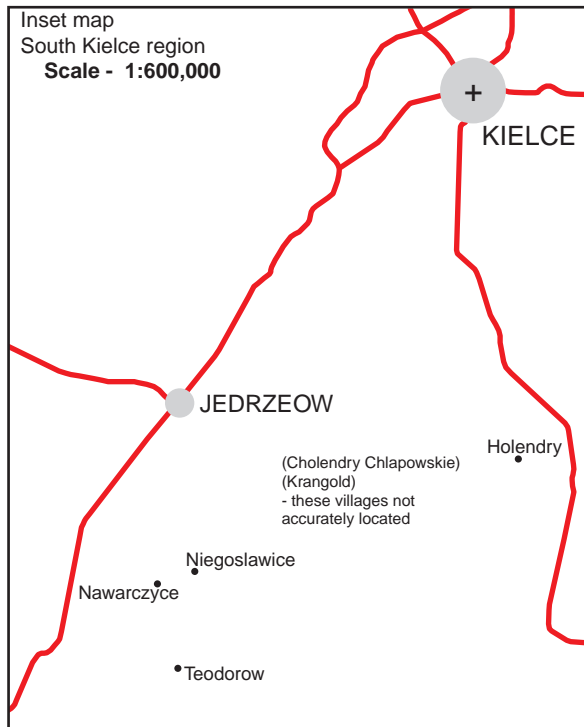 Inset map
South Kielce region
Scale - 1:600,000
KIELCE
JEDRZEOW
Holendry
(Cholendry Chlapowskie)
(Krangold)
- these villages not
accurately located
Niegoslawice
Nawarczyce
Teodorow